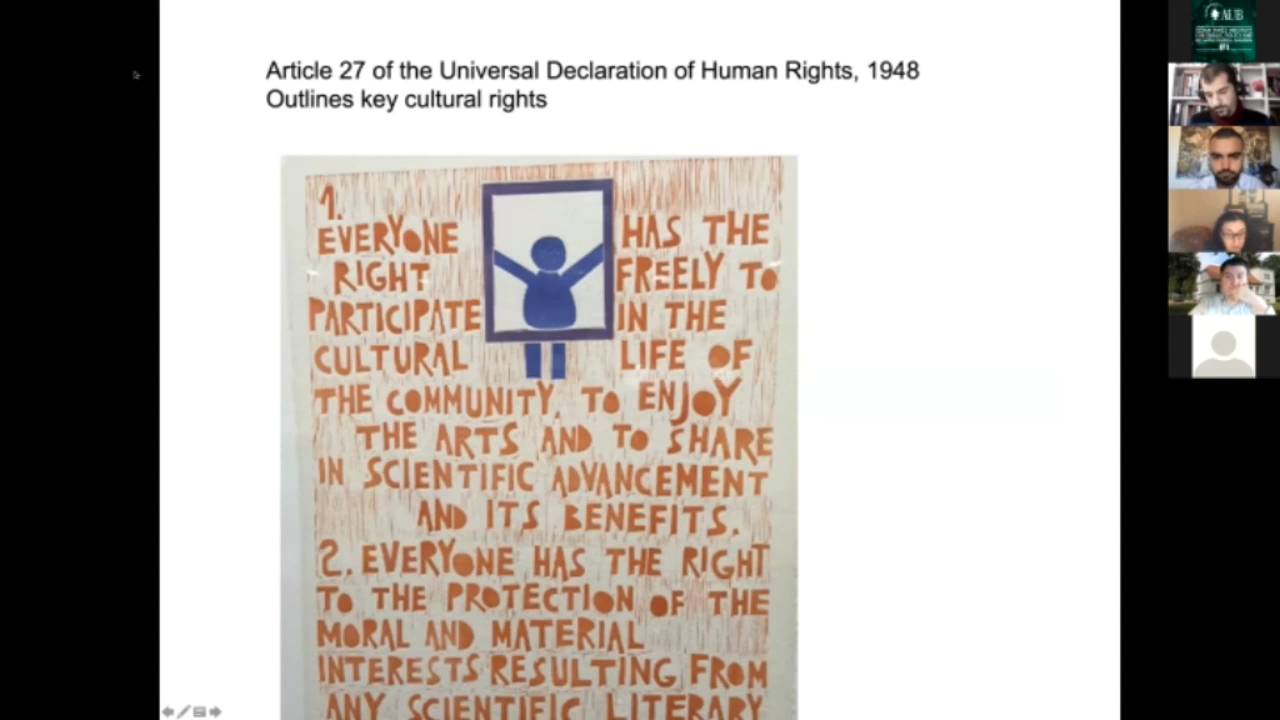 Article 27 of the Universal Declaration of Human Rights, 1948
Outlines key cultural rights
1.
EVERYONE HAS THE
RIGHT FREELY TO
PARTICIPATE IN THE
CULTURAL LIFE OF
THE COMMUNITY, TO ENJOY
THE ARTS AND TO SHARE
IN SCIENTIFIC ADVANCEMENT
AND ITS BENEFITS.
2. EVERYONE HAS THE RIGHT
TO THE PROTECTION OF THE
MORAL AND MATERIAL
INTERESTS RESULTING FROM
ANY SCIENTIFIC LITERARY
AUB